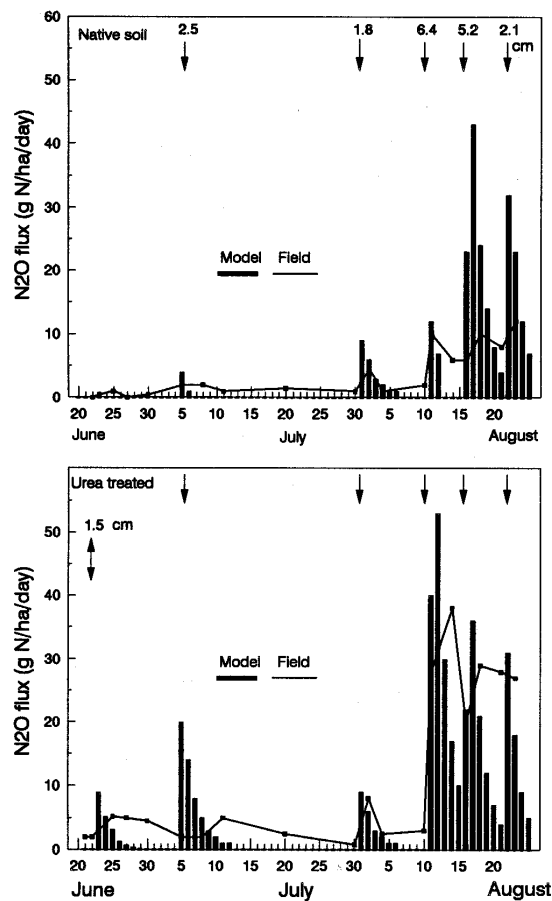 60
50
40
30
20
10
0
N2O flux (g N/ha/day)
Native soil
2.5
1.8
6.4
5.2
2.1
cm
Model Field
20 25 30 5 10 15 20 25 30 5 10 15 20
June July August
50
40
30
20
10
0
N2O flux (g N/ha/day)
Urea treated
1.5 cm
Model Field
20 25 30 5 10 15 20 25 30 5 10 15 20
June July August